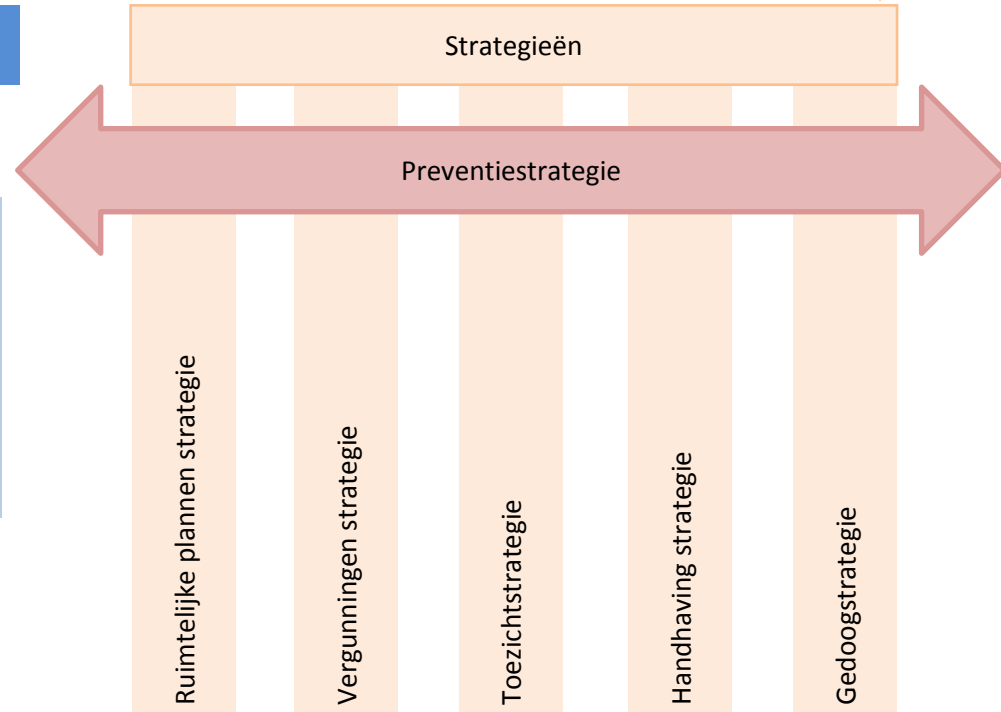 Strategieën
Preventiestrategie
Ruimtelijke plannen strategie
Vergunningen strategie
Toezichtstrategie
Handhaving strategie
Gedoogstrategie